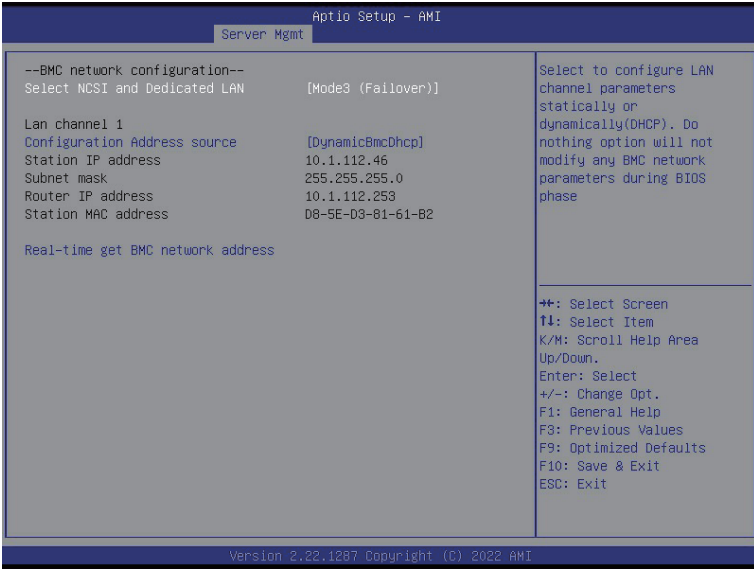 Aptio Setup – AMI
Server Mgmt
--BMC network configuration--
Select NCSI and Dedicated LAN [Mode3 (Failover)]
Lan channel 1
Configuration Address source [DynamicBmcDhcp]
Station IP address 10.1.112.46
Subnet mask 255.255.255.0
Router IP address 10.1.112.253
Station MAC address D8-5E-D3-81-61-B2
Real-time get BMC network address
Select to configure LAN
channel parameters
statically or
dynamically(DHCP). Do
nothing option will not
modify any BMC network
parameters during BIOS
phase
→←: Select Screen
↑↓: Select Item
K/M: Scroll Help Area
Up/Down.
Enter: Select
+/-: Change Opt.
F1: General Help
F3: Previous Values
F9: Optimized Defaults
F10: Save & Exit
ESC: Exit
Version 2.22.1287 Copyright (C) 2022 AMI